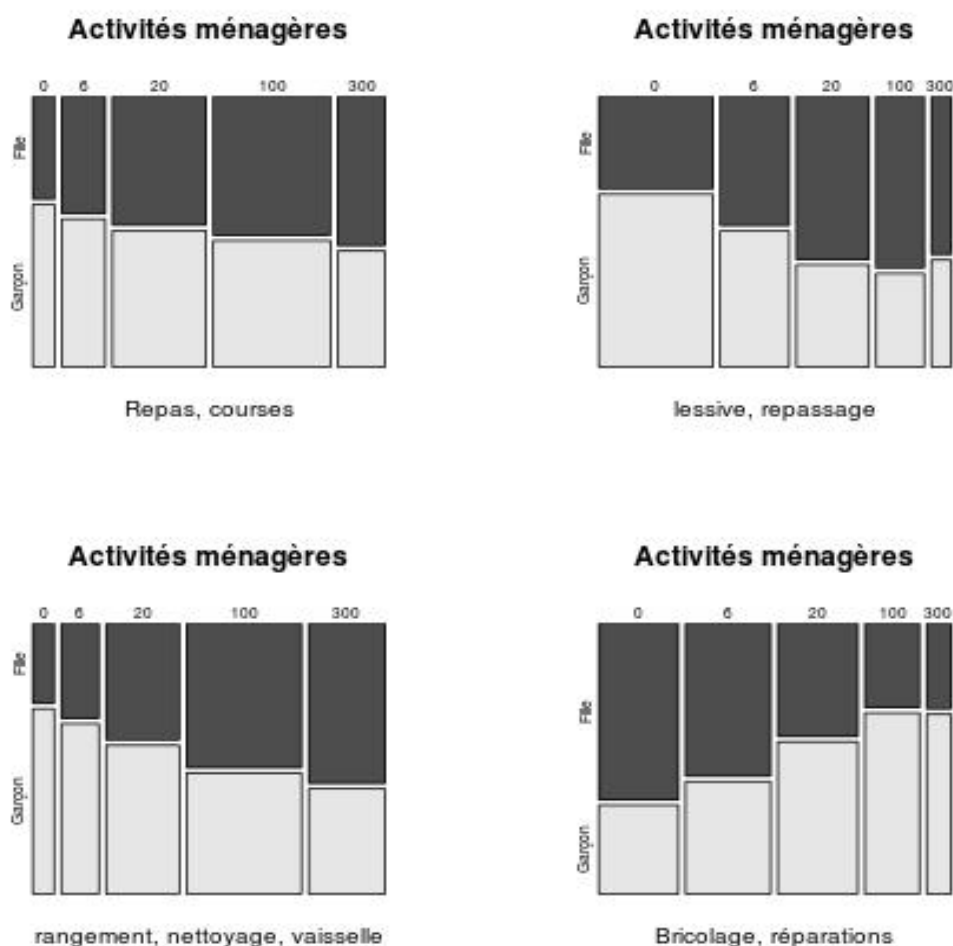 Activités ménagères
0 6 20 100 300
Fille
Garçon
Repas, courses
Activités ménagères
0 6 20 100 300
Fille
Garçon
lessive, repassage
Activités ménagères
0 6 20 100 300
Fille
Garçon
rangement, nettoyage, vaisselle
Activités ménagères
0 6 20 100 300
Fille
Garçon
Bricolage, réparations